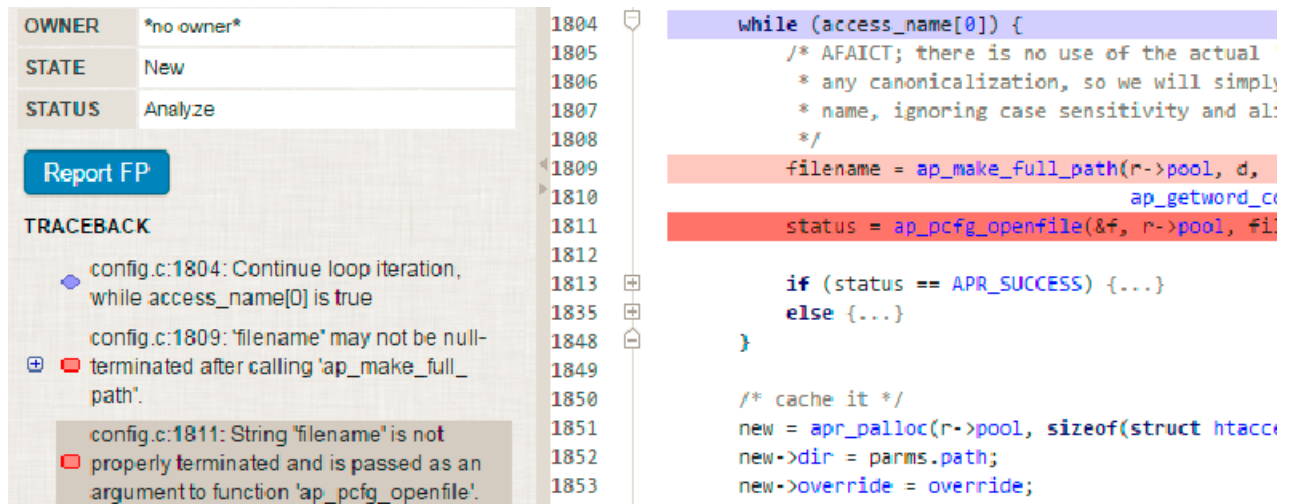 OWNER *no owner*
STATE New
STATUS Analyze
Report FP
TRACEBACK
config.c:1804: Continue loop iteration,
while access_name[0] is true
config.c:1809: 'filename' may not be null-
terminated after calling 'ap_make_full_
path'.
config.c:1811: String 'filename' is not
properly terminated and is passed as an
argument to function 'ap_pcfg_openfile'.
1804 while (access_name[0]) {
1805 /* AFAICT; there is no use of the actual
1806 * any canonicalization, so we will simply
1807 * name, ignoring case sensitivity and
1808 */
1809 filename = ap_make_full_path(r->pool, d,
1810
1811 status = ap_pcfg_openfile(&f, r->pool,
1812
1813 if (status == APR_SUCCESS) {...}
1835 else {...}
1848 }
1849
1850 /* cache it */
1851 new = apr_palloc(r->pool, sizeof(struct
1852 new->dir = parms.path;
1853 new->override = override;